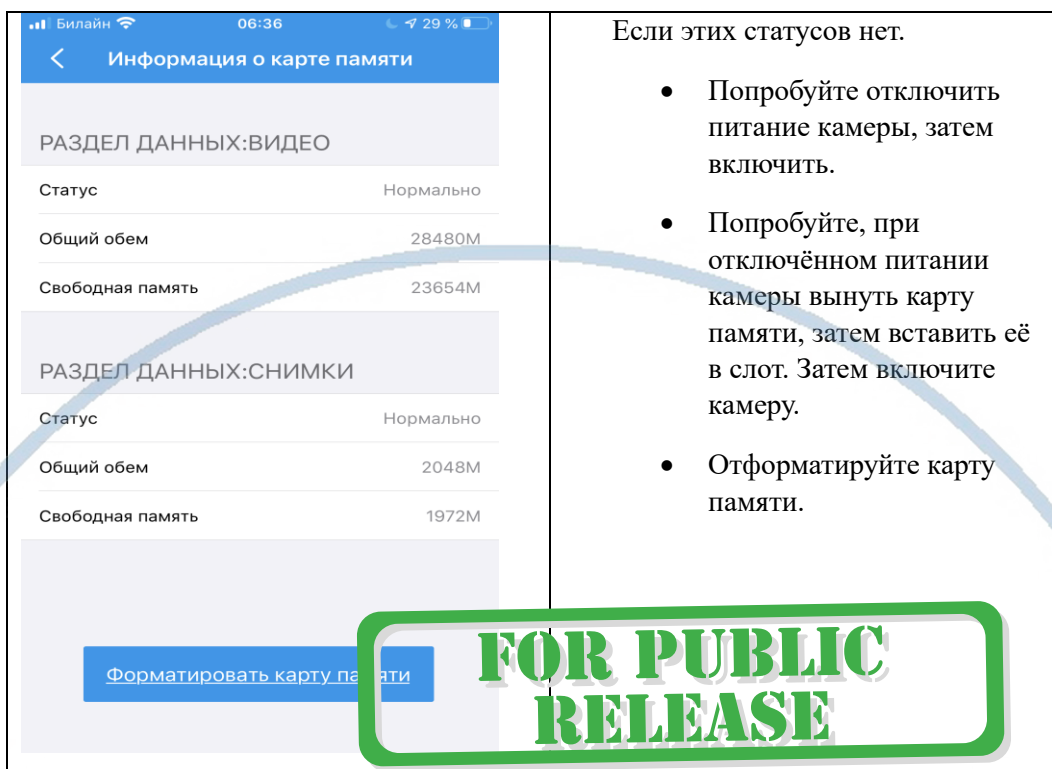 Билайн 06:36 29 %
Информация о карте памяти
РАЗДЕЛ ДАННЫХ:ВИДЕО
Статус Нормально
Общий обем 28480M
Свободная память 23654M
РАЗДЕЛ ДАННЫХ:СНИМКИ
Статус Нормально
Общий обем 2048M
Свободная память 1972M
Форматировать карту памяти
Если этих статусов нет.
• Попробуйте отключить
питание камеры, затем
включить.
• Попробуйте, при
отключённом питании
камеры вынуть карту
памяти, затем вставить её
в слот. Затем включите
камеру.
• Отформатируйте карту
памяти.
FOR PUBLIC
RELEASE